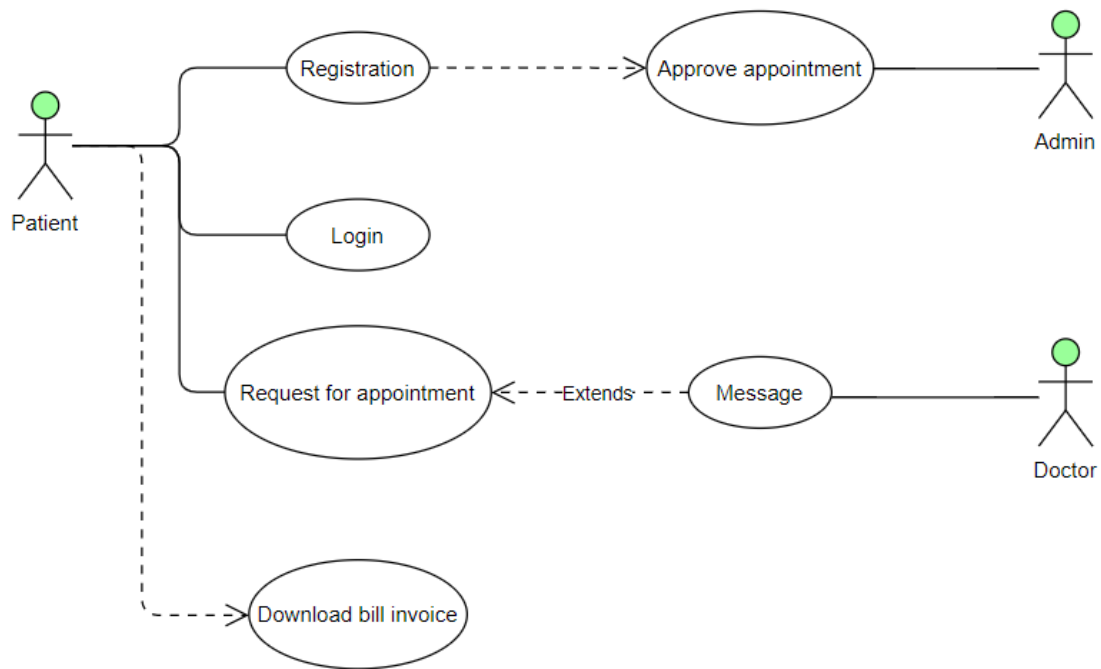 Registration
Approve appointment
Admin
Patient
Login
Request for appointment
Extends
Message
Doctor
Download bill invoice